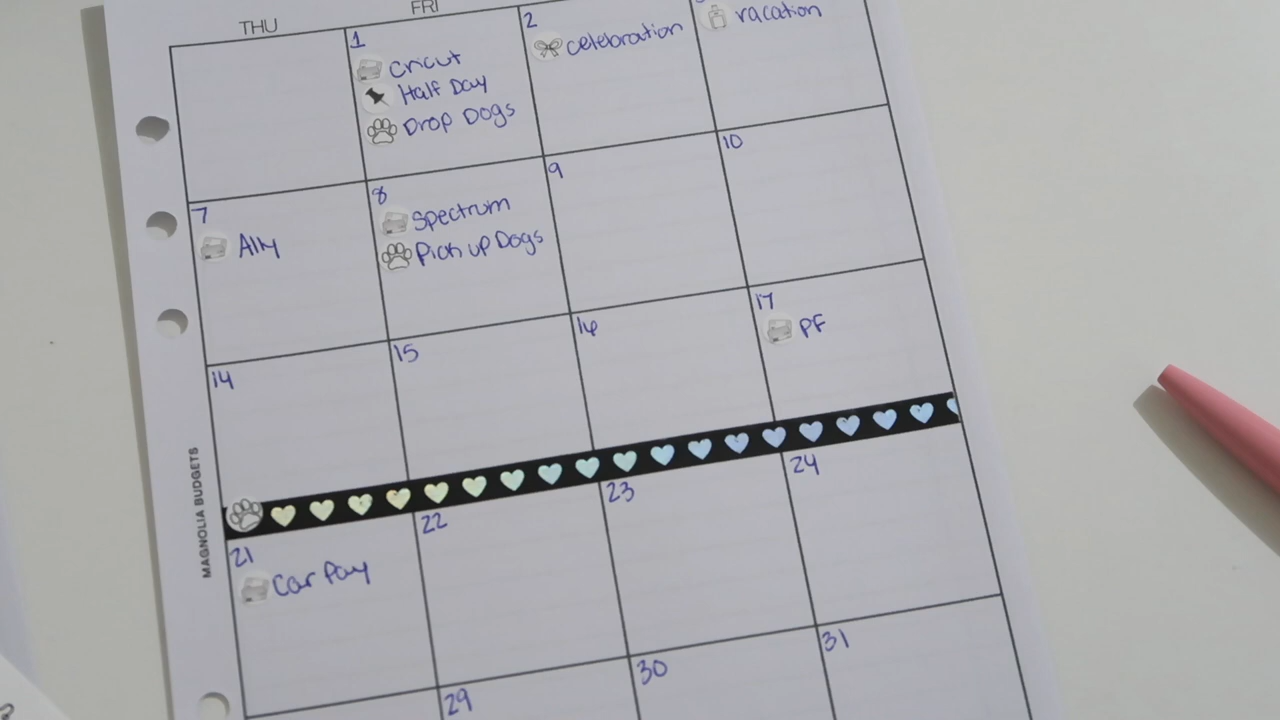 THU
FRI
1
Cricut
Half Day
Drop Dogs
2
celebration
vacation
7
Ally
8
Spectrum
Pick up Dogs
9
10
14
15
16
17
PF
21
Car Pay
22
23
24
29
30
31
MAGNOLIA BUDGETS